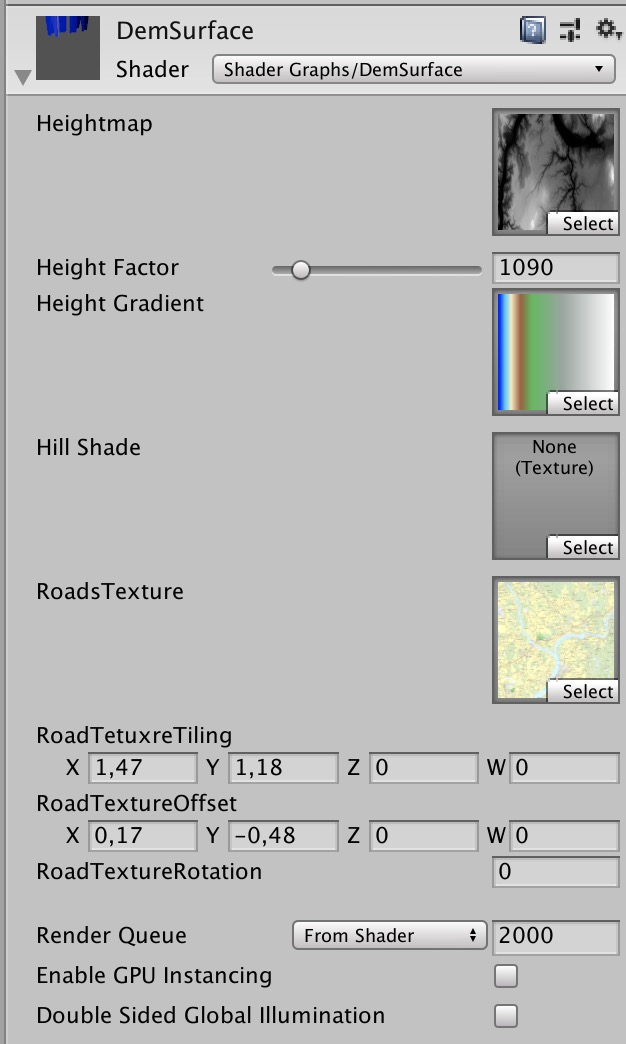 DemSurface
Shader Shader Graphs/DemSurface
Heightmap
Select
Height Factor 1090
Height Gradient
Select
Hill Shade
None
(Texture)
Select
RoadsTexture
Select
RoadTetuxreTiling
X 1,47 Y 1,18 Z 0 W 0
RoadTextureOffset
X 0,17 Y -0,48 Z 0 W 0
RoadTextureRotation 0
Render Queue From Shader 2000
Enable GPU Instancing
Double Sided Global Illumination